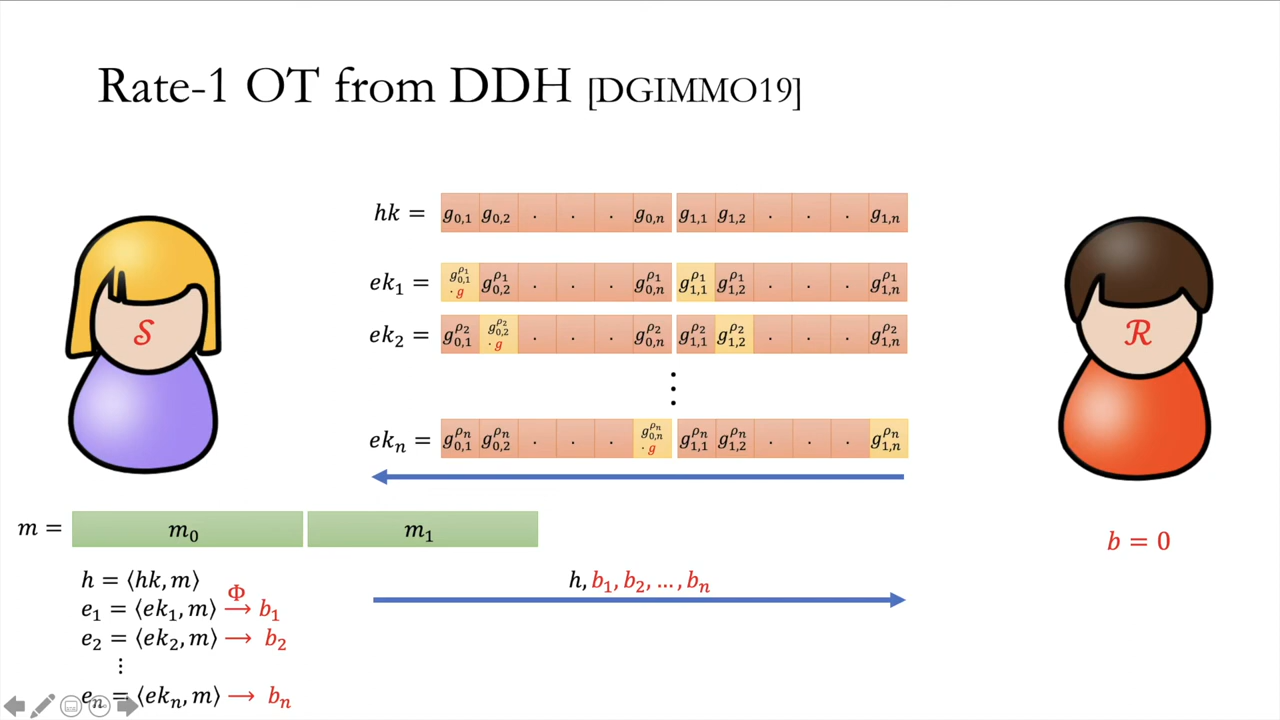 Rate-1 OT from DDH [DGIMMO19]
hk = g₀,₁ g₀,₂ . . . g₀,ₙ g₁,₁ g₁,₂ . . . g₁,ₙ
ek₁ = g₀,₁^ρ₁ · g g₀,₂^ρ₁ . . . g₀,ₙ^ρ₁ g₁,₁^ρ₁ g₁,₂^ρ₁ . . . g₁,ₙ^ρ₁
ek₂ = g₀,₁^ρ₂ g₀,₂^ρ₂ · g . . . g₀,ₙ^ρ₂ g₁,₁^ρ₂ g₁,₂^ρ₂ . . . g₁,ₙ^ρ₂
⋮
ekₙ = g₀,₁^ρₙ g₀,₂^ρₙ . . . g₀,ₙ^ρₙ · g g₁,₁^ρₙ g₁,₂^ρₙ . . . g₁,ₙ^ρₙ
𝒮
ℛ
m = m₀ m₁
b = 0
h = ⟨hk, m⟩
e₁ = ⟨ek₁, m⟩ Φ→ b₁
e₂ = ⟨ek₂, m⟩ → b₂
⋮
eₙ = ⟨ekₙ, m⟩ → bₙ
h, b₁, b₂, …, bₙ